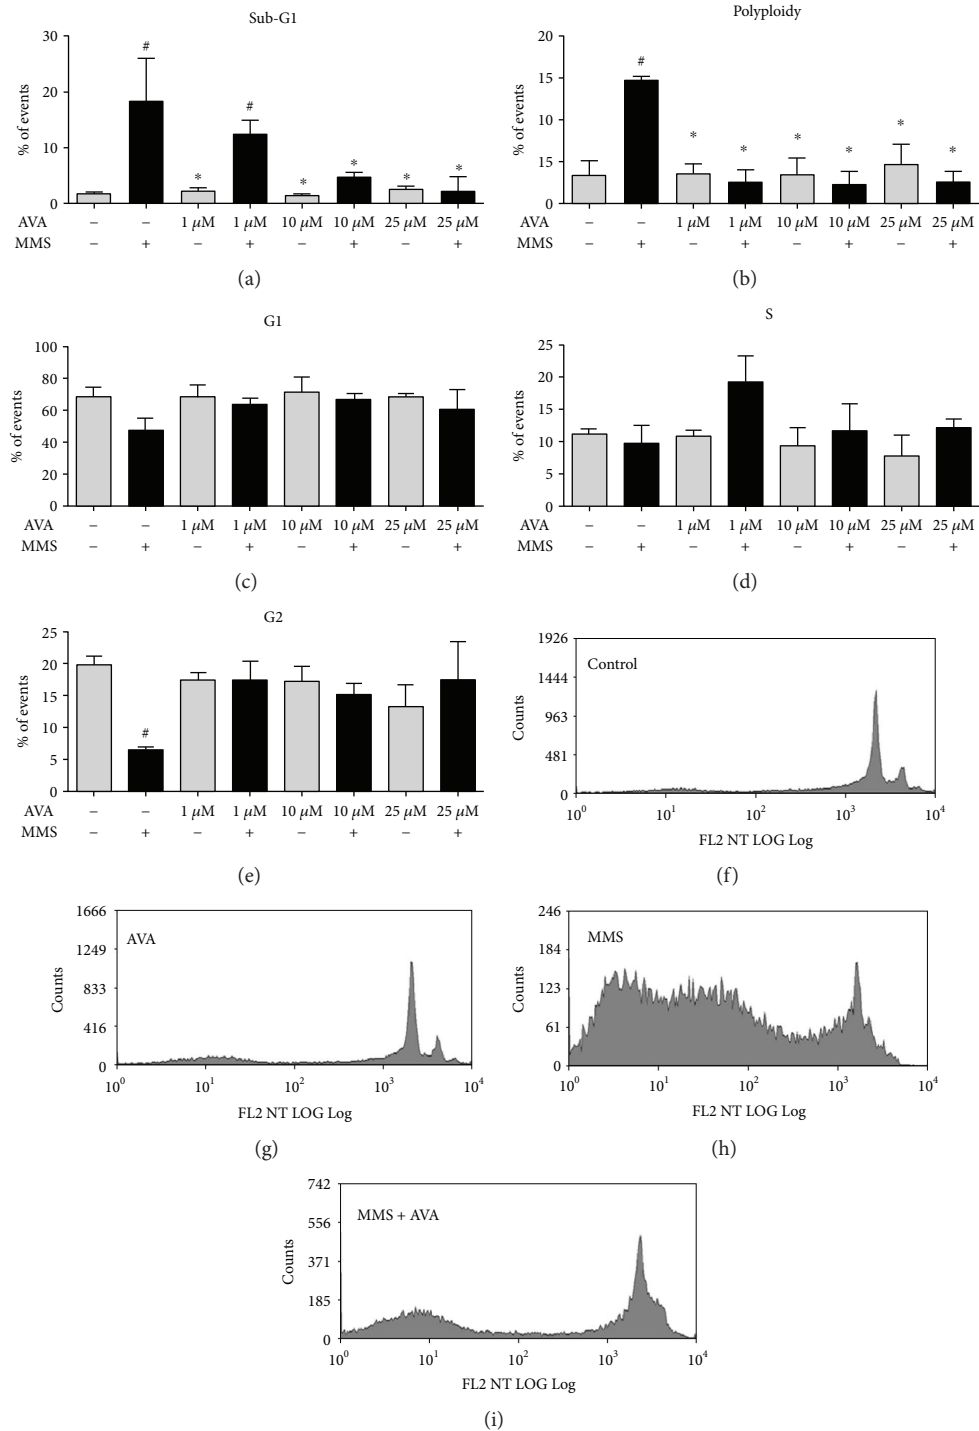 Sub-G1
% of events
30
20
10
0
#
*
#
*
*
*
*
AVA – – 1 µM 1 µM 10 µM 10 µM 25 µM 25 µM
MMS – + – + – + – +
(a)
Polyploidy
% of events
20
15
10
15
0
#
*
*
*
*
*
*
AVA – – 1 µM 1 µM 10 µM 10 µM 25 µM 25 µM
MMS – + – + – + – +
(b)
G1
% of events
100
80
60
40
20
0
AVA – – 1 µM 1 µM 10 µM 10 µM 25 µM 25 µM
MMS – + – + – + – +
(c)
S
% of events
25
20
15
10
5
0
AVA – – 1 µM 1 µM 10 µM 10 µM 25 µM 25 µM
MMS – + – + – + – +
(d)
G2
% of events
25
20
15
10
5
0
#
AVA – – 1 µM 1 µM 10 µM 10 µM 25 µM 25 µM
MMS – + – + – + – +
(e)
Control
Counts
1926
1444
963
481
0
10⁰ 10¹ 10² 10³ 10⁴
FL2 NT LOG Log
(f)
AVA
Counts
1666
1249
833
416
0
10⁰ 10¹ 10² 10³ 10⁴
FL2 NT LOG Log
(g)
MMS
Counts
246
184
123
61
0
10⁰ 10¹ 10² 10³ 10⁴
FL2 NT LOG Log
(h)
MMS + AVA
Counts
742
556
371
185
0
10⁰ 10¹ 10² 10³ 10⁴
FL2 NT LOG Log
(i)